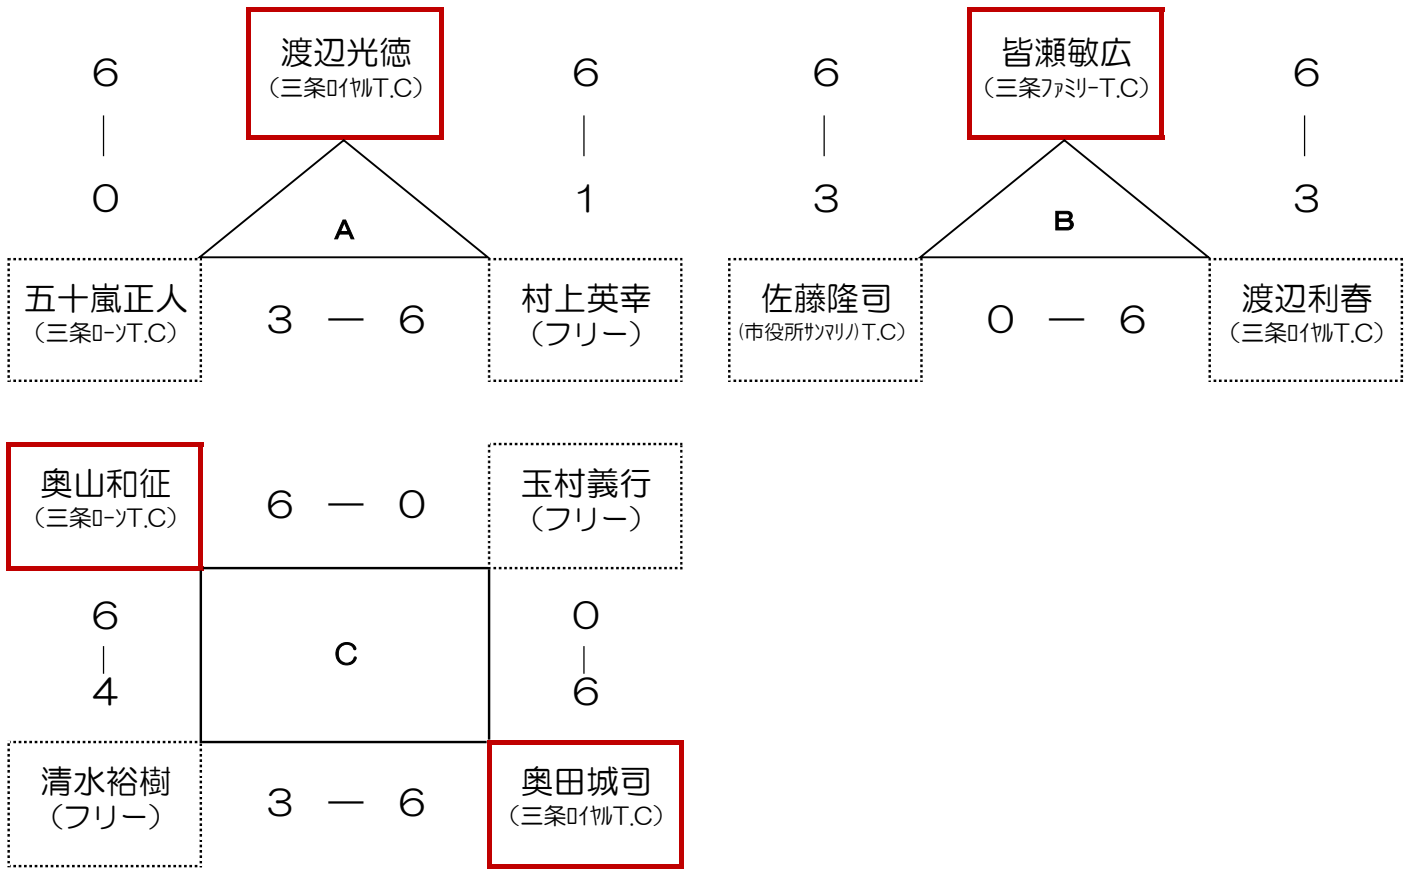 渡辺光徳
（三条ﾛｲﾔﾙT.C）
6
｜
0
6
｜
1
A
五十嵐正人
（三条ﾛｰﾝT.C）
3 － 6
村上英幸
（フリー）
皆瀬敏広
（三条ﾌｧﾐﾘｰT.C）
6
｜
3
6
｜
3
B
佐藤隆司
(市役所ｻﾝﾏﾘﾉ)T.C）
0 － 6
渡辺利春
（三条ﾛｲﾔﾙT.C）
奥山和征
（三条ﾛｰﾝT.C）
6 － 0
玉村義行
（フリー）
6
｜
4
C
0
｜
6
清水裕樹
（フリー）
3 － 6
奥田城司
（三条ﾛｲﾔﾙT.C）